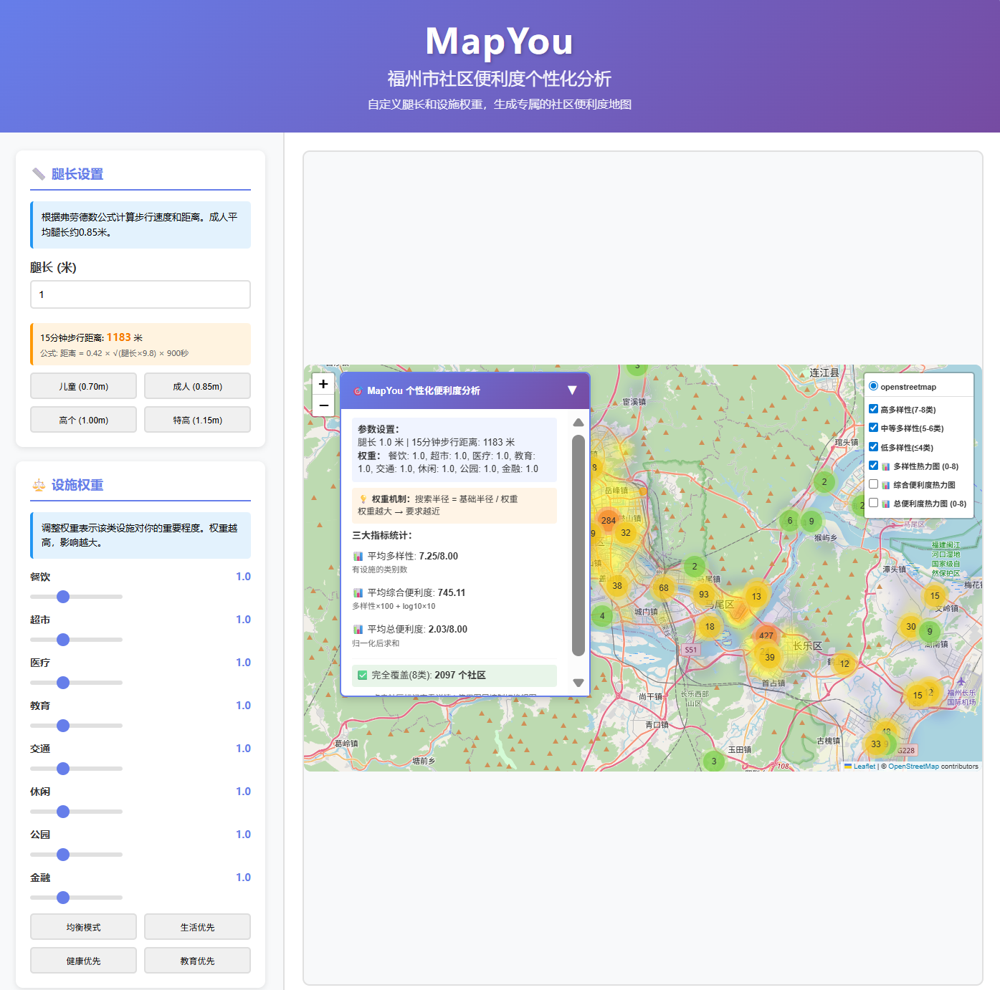 MapYou
福州市社区便利度个性化分析
自定义腿长和设施权重，生成专属的社区便利度地图
腿长设置
根据弗劳德数公式计算步行速度和距离。成人平
均腿长约0.85米。
腿长 (米)
1
15分钟步行距离: 1183 米
公式: 距离 = 0.42 × √(腿长×9.8) × 900秒
儿童 (0.70m)
成人 (0.85m)
高个 (1.00m)
特高 (1.15m)
设施权重
调整权重表示该类设施对你的重要程度。权重越
高，影响越大。
餐饮 1.0
超市 1.0
医疗 1.0
教育 1.0
交通 1.0
休闲 1.0
公园 1.0
金融 1.0
均衡模式
生活优先
健康优先
教育优先
+
−
MapYou 个性化便利度分析 ▼
参数设置：
腿长 1.0 米 | 15分钟步行距离: 1183 米
权重： 餐饮: 1.0, 超市: 1.0, 医疗: 1.0, 教育:
1.0, 交通: 1.0, 休闲: 1.0, 公园: 1.0, 金融: 1.0
权重机制：搜索半径 = 基础半径 / 权重
权重越大 → 要求越近
三大指标统计：
平均多样性: 7.25/8.00
有设施的类别数
平均综合便利度: 745.11
多样性×100 + log10×10
平均总便利度: 2.03/8.00
归一化后求和
完全覆盖(8类): 2097 个社区
openstreetmap
高多样性(7-8类)
中等多样性(5-6类)
低多样性(≤4类)
多样性热力图 (0-8)
综合便利度热力图
总便利度热力图 (0-8)
3
连江县
宦溪镇
琯头镇
8
岳峰镇
2
2
284
鼓山镇
6
9
9
32
猴屿乡
马尾镇
2
38
68
93
13
马尾区
4
城门镇
18
427
S51
39
长乐区
12
首占镇
福建闽江
河口湿地
国家级自
然保护区
潭头镇
梅花镇
15
文岭镇
30
9
湖南镇
15
12
福州长乐
国际机场
尚干镇
长乐西部
山区
青口镇
48
33
9
G228
古槐镇
玉田镇
3
108
葛岭镇
塘前乡
Leaflet | © OpenStreetMap contributors